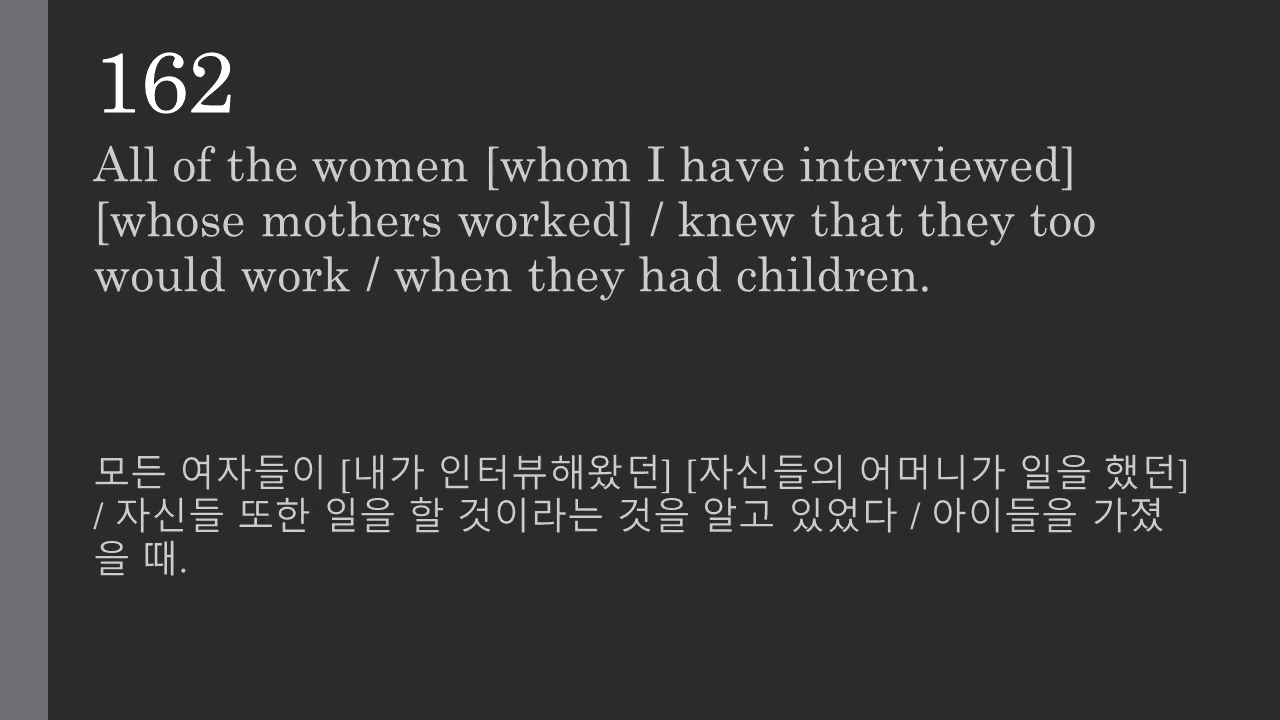 162
All of the women [whom I have interviewed]
[whose mothers worked] / knew that they too
would work / when they had children.
모든 여자들이 [내가 인터뷰해왔던] [자신들의 어머니가 일을 했던]
/ 자신들 또한 일을 할 것이라는 것을 알고 있었다 / 아이들을 가졌
을 때.